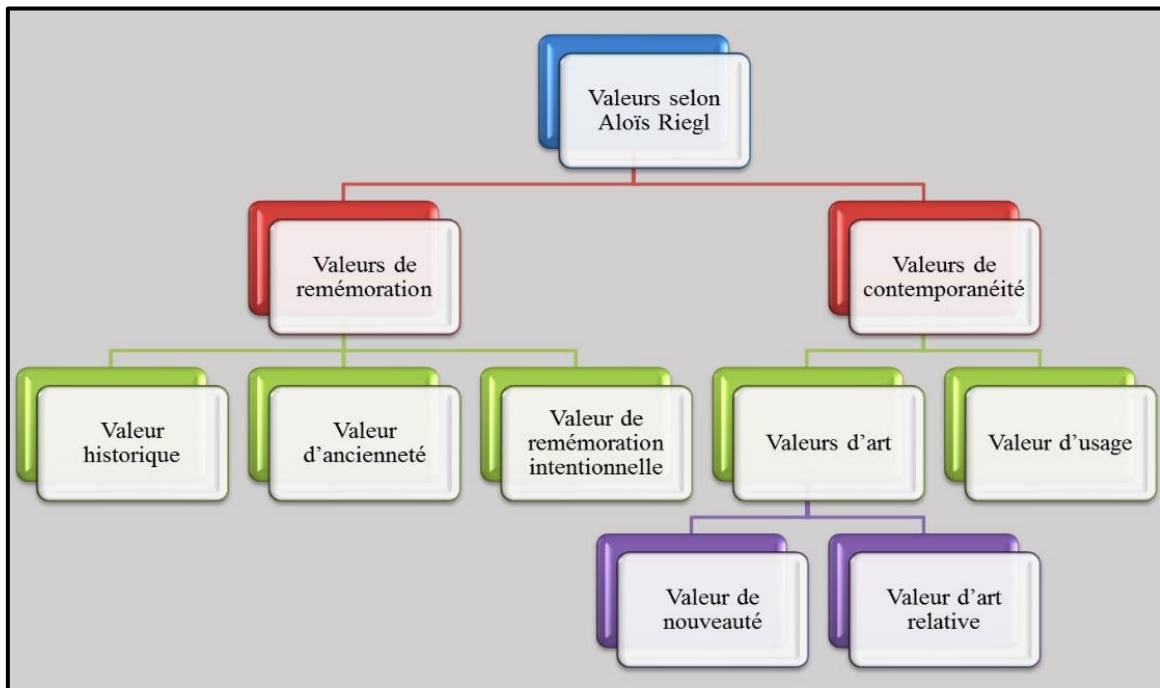 Valeurs selon
Aloïs Riegl
Valeurs de
remémoration
Valeurs de
contemporanéité
Valeur
historique
Valeur
d’ancienneté
Valeur de
remémoration
intentionnelle
Valeurs d’art
Valeur d’usage
Valeur de
nouveauté
Valeur d’art
relative